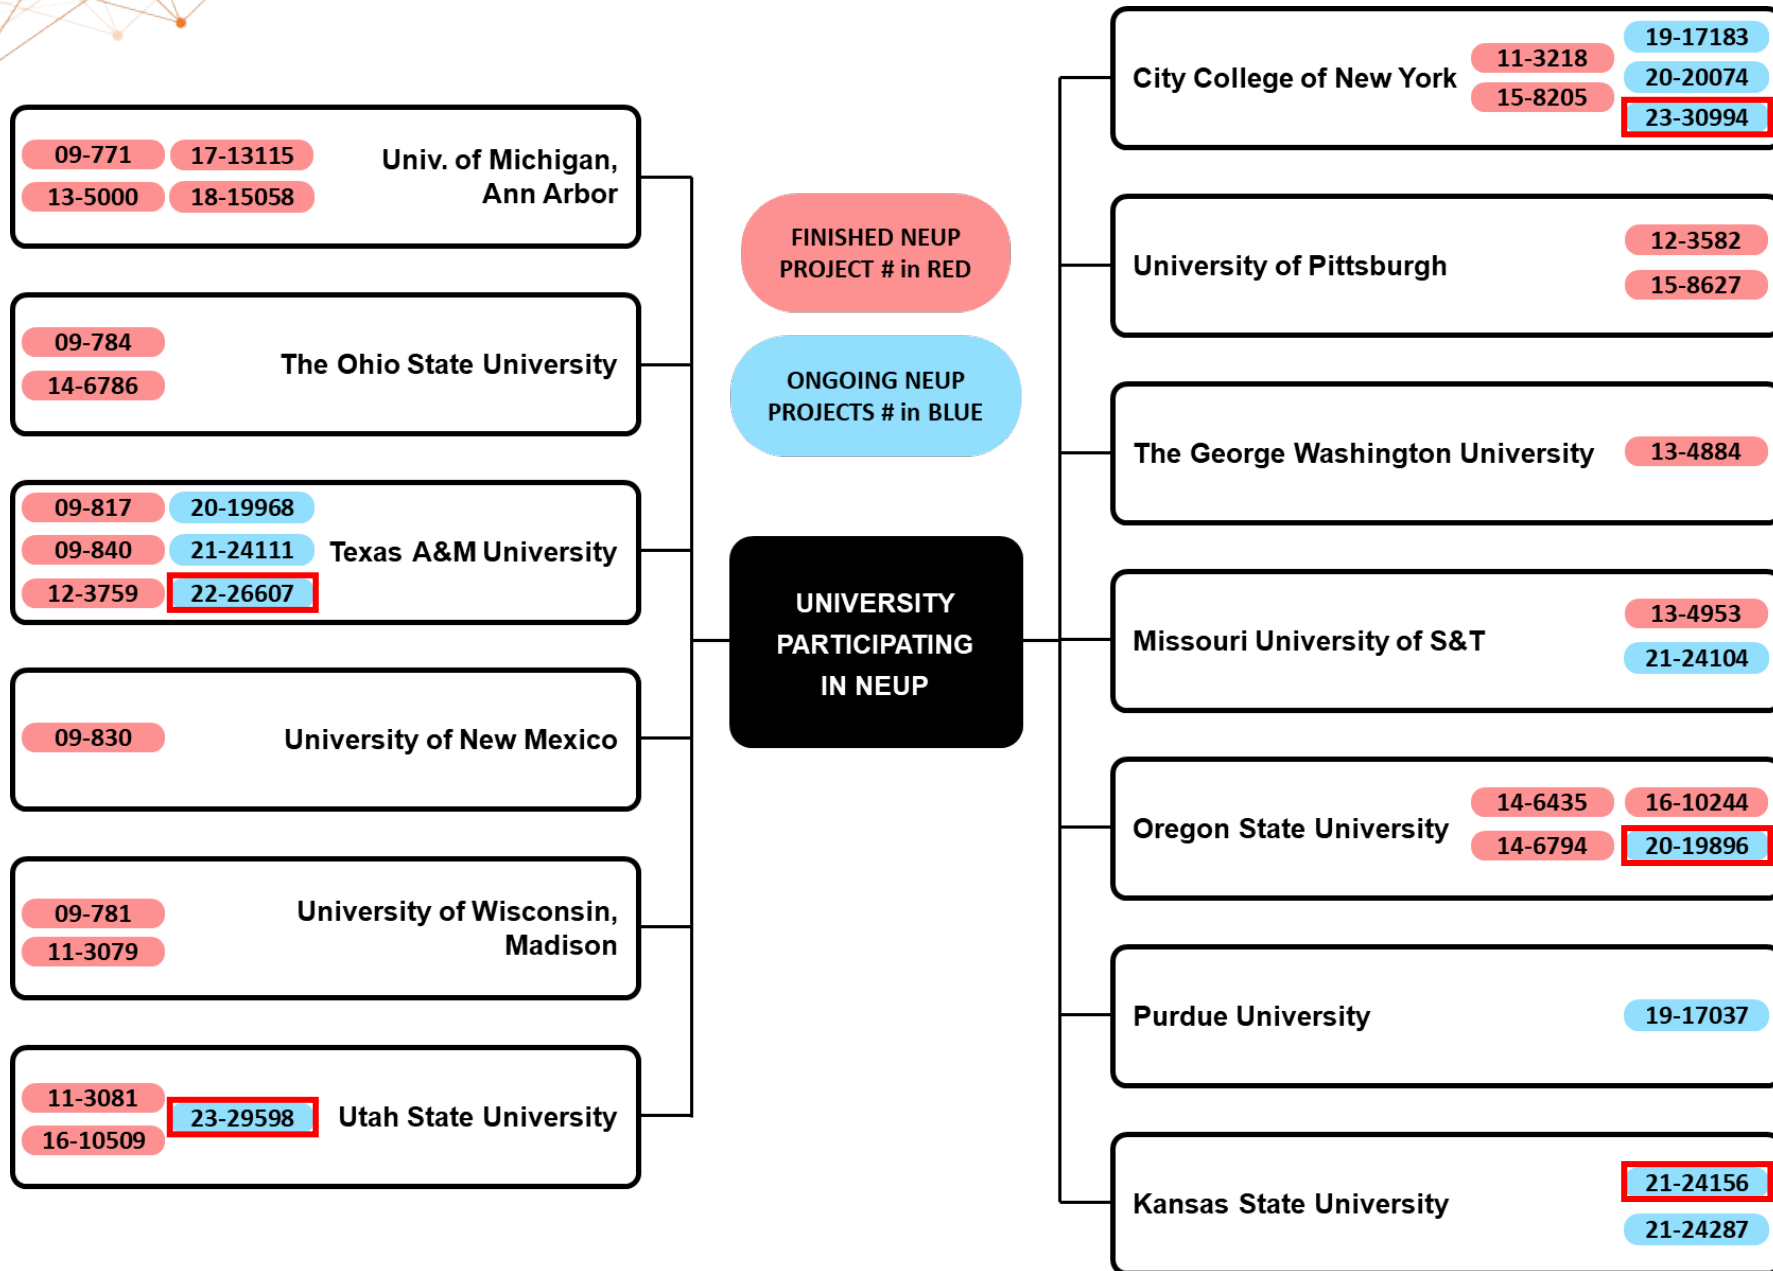 09-771
17-13115
13-5000
18-15058
Univ. of Michigan,
Ann Arbor
09-784
14-6786
The Ohio State University
09-817
20-19968
09-840
21-24111
12-3759
22-26607
Texas A&M University
09-830
University of New Mexico
09-781
11-3079
University of Wisconsin,
Madison
11-3081
16-10509
23-29598
Utah State University
FINISHED NEUP
PROJECT # in RED
ONGOING NEUP
PROJECTS # in BLUE
UNIVERSITY
PARTICIPATING
IN NEUP
City College of New York
11-3218
15-8205
19-17183
20-20074
23-30994
University of Pittsburgh
12-3582
15-8627
The George Washington University
13-4884
Missouri University of S&T
13-4953
21-24104
Oregon State University
14-6435
16-10244
14-6794
20-19896
Purdue University
19-17037
Kansas State University
21-24156
21-24287